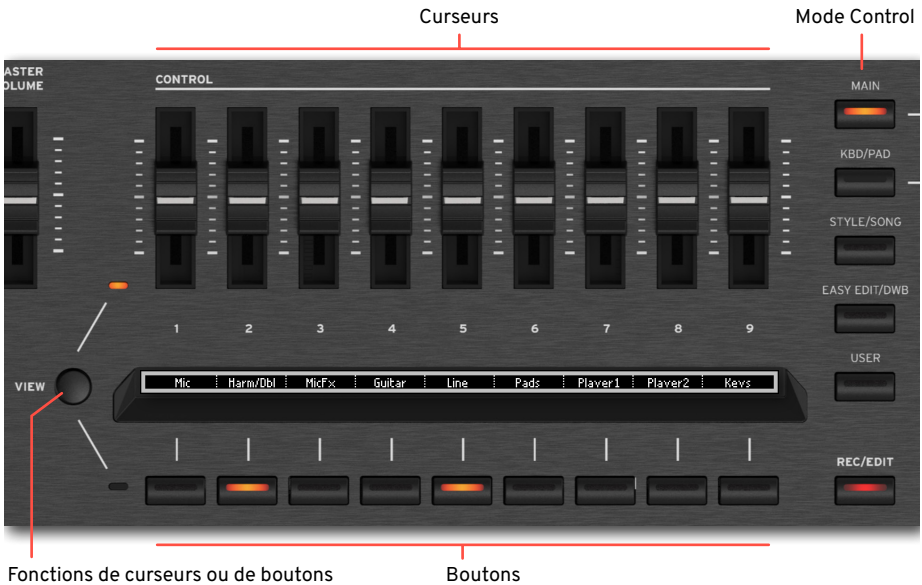 Curseurs
Mode Control
ASTER
OLUME
CONTROL
MAIN
KBD/PAD
STYLE/SONG
EASY EDIT/DWB
USER
1 2 3 4 5 6 7 8 9
VIEW
Mic Harm/Dbl MicFx Guitar Line Pads Player1 Player2 Keys
REC/EDIT
Fonctions de curseurs ou de boutons
Boutons